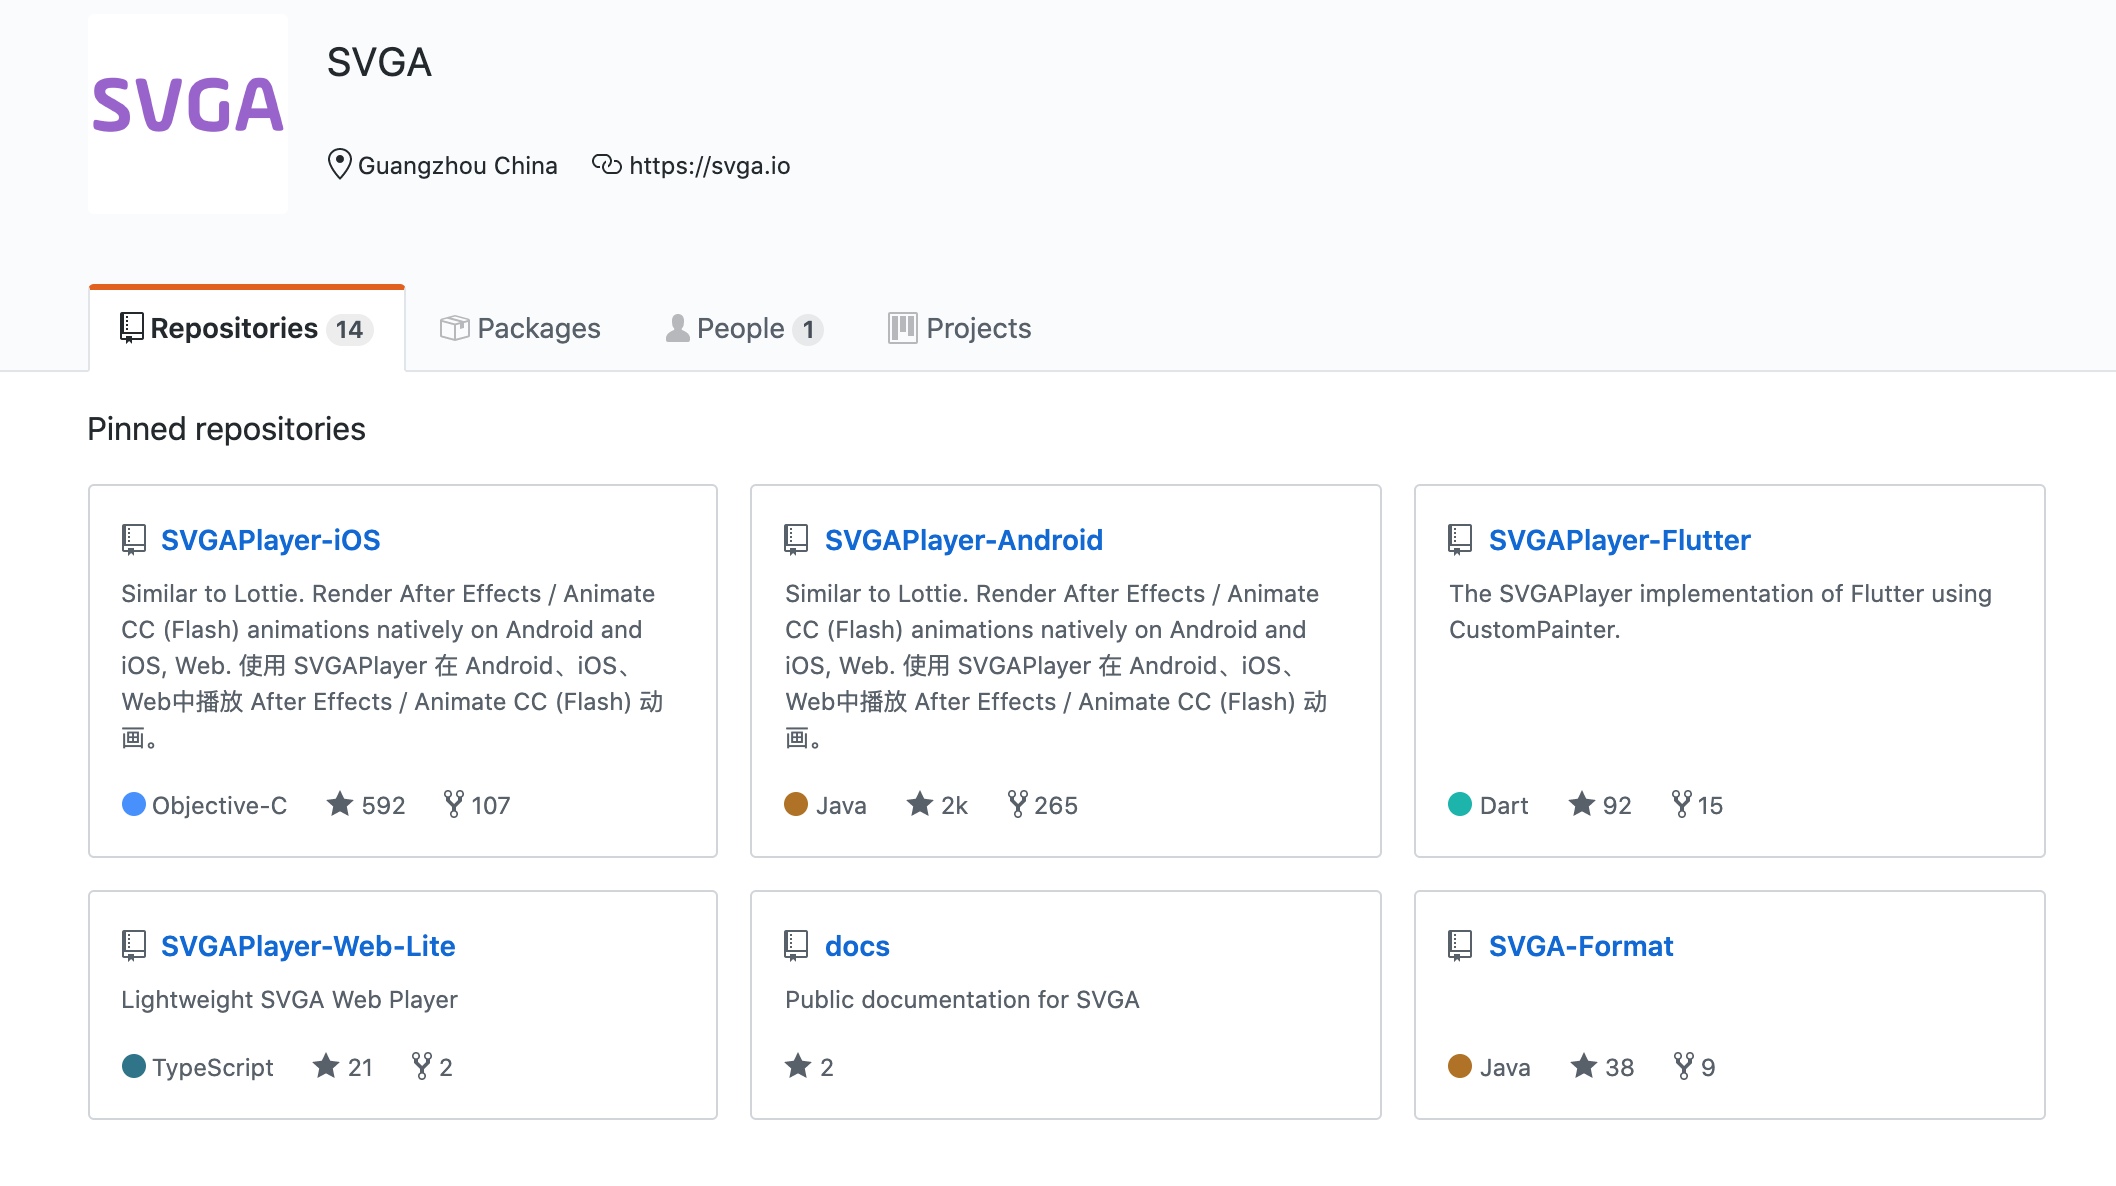 SVGA
SVGA
Guangzhou China https://svga.io
Repositories 14 Packages People 1 Projects
Pinned repositories
SVGAPlayer-iOS
Similar to Lottie. Render After Effects / Animate
CC (Flash) animations natively on Android and
iOS, Web. 使用 SVGAPlayer 在 Android、iOS、
Web中播放 After Effects / Animate CC (Flash) 动
画。
Objective-C 592 107
SVGAPlayer-Android
Similar to Lottie. Render After Effects / Animate
CC (Flash) animations natively on Android and
iOS, Web. 使用 SVGAPlayer 在 Android、iOS、
Web中播放 After Effects / Animate CC (Flash) 动
画。
Java 2k 265
SVGAPlayer-Flutter
The SVGAPlayer implementation of Flutter using
CustomPainter.
Dart 92 15
SVGAPlayer-Web-Lite
Lightweight SVGA Web Player
TypeScript 21 2
docs
Public documentation for SVGA
2
SVGA-Format
Java 38 9